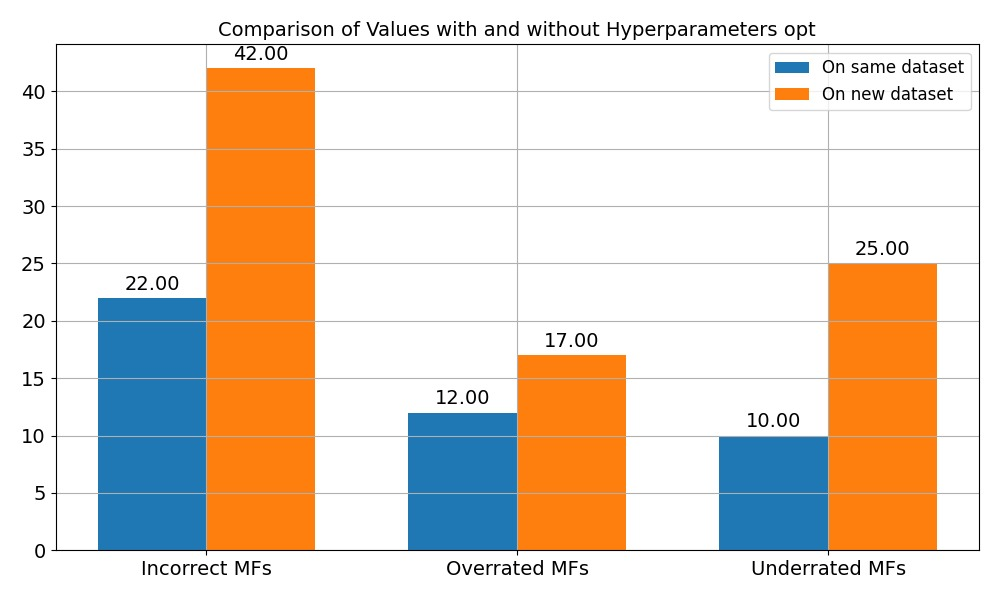 Comparison of Values with and without Hyperparameters opt
42.00
On same dataset
On new dataset
40
35
30
25
20
15
10
5
0
22.00
12.00
17.00
10.00
25.00
Incorrect MFs
Overrated MFs
Underrated MFs